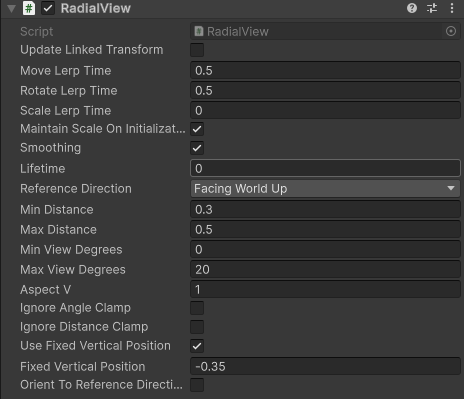 # RadialView
Script # RadialView
Update Linked Transform
Move Lerp Time 0.5
Rotate Lerp Time 0.5
Scale Lerp Time 0
Maintain Scale On Initializat...
Smoothing
Lifetime 0
Reference Direction Facing World Up
Min Distance 0.3
Max Distance 0.5
Min View Degrees 0
Max View Degrees 20
Aspect V 1
Ignore Angle Clamp
Ignore Distance Clamp
Use Fixed Vertical Position
Fixed Vertical Position -0.35
Orient To Reference Directi...